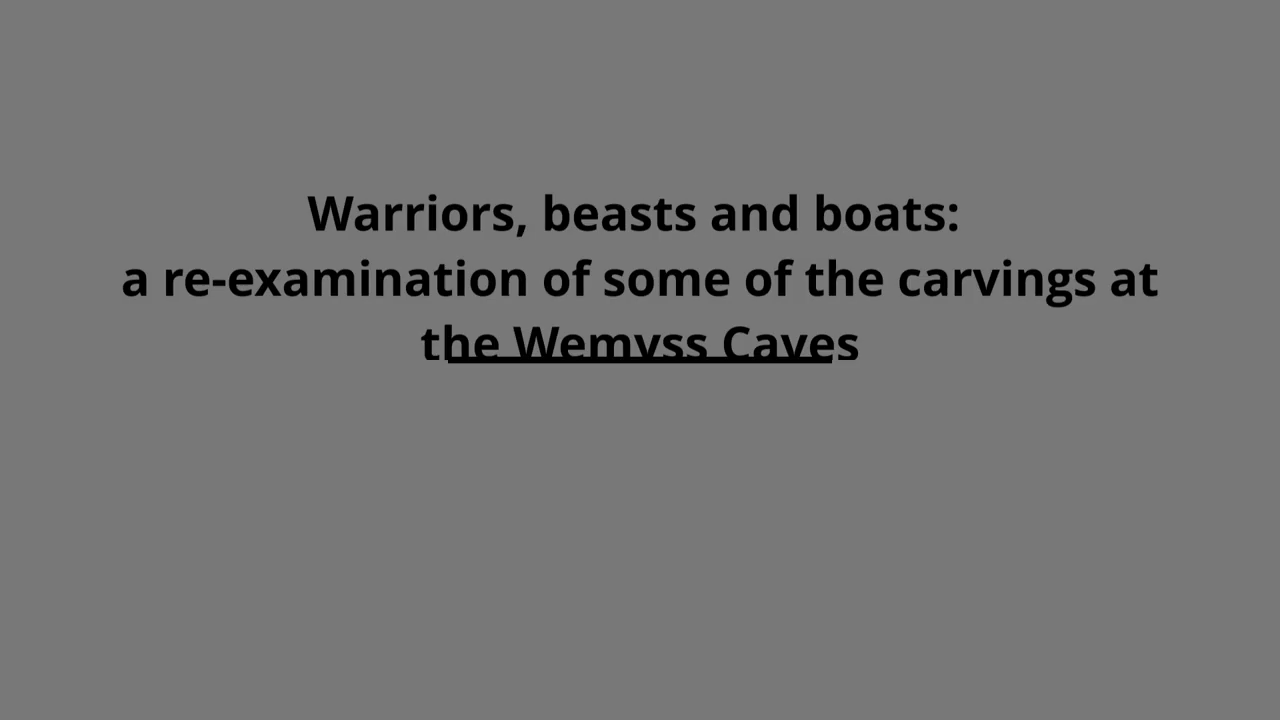 Warriors, beasts and boats:
a re-examination of some of the carvings at
the Wemyss Caves